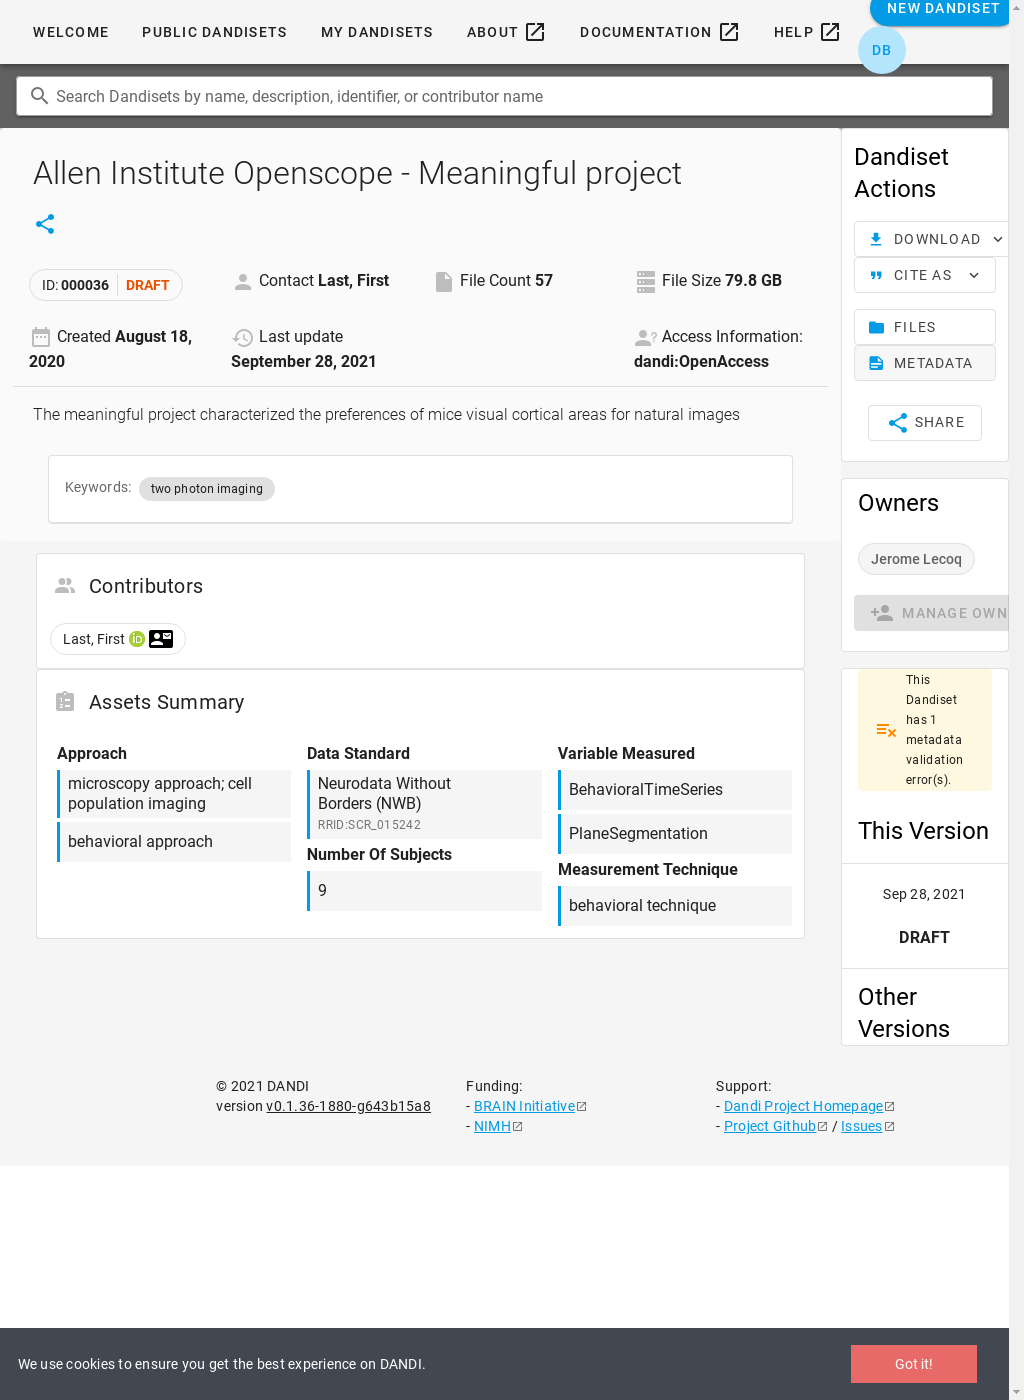 WELCOME PUBLIC DANDISETS MY DANDISETS ABOUT DOCUMENTATION HELP NEW DANDISET
DB
Search Dandisets by name, description, identifier, or contributor name
Allen Institute Openscope - Meaningful project
ID: 000036 DRAFT
Contact Last, First
File Count 57
File Size 79.8 GB
Created August 18,
2020
Last update
September 28, 2021
Access Information:
dandi:OpenAccess
The meaningful project characterized the preferences of mice visual cortical areas for natural images
Keywords: two photon imaging
Contributors
Last, First iD
Assets Summary
Approach
microscopy approach; cell
population imaging
behavioral approach
Data Standard
Neurodata Without
Borders (NWB)
RRID:SCR_015242
Number Of Subjects
9
Variable Measured
BehavioralTimeSeries
PlaneSegmentation
Measurement Technique
behavioral technique
Dandiset
Actions
DOWNLOAD
CITE AS
FILES
METADATA
SHARE
Owners
Jerome Lecoq
MANAGE OWN
This
Dandiset
has 1
metadata
validation
error(s).
This Version
Sep 28, 2021
DRAFT
Other
Versions
© 2021 DANDI
version v0.1.36-1880-g643b15a8
Funding:
- BRAIN Initiative
- NIMH
Support:
- Dandi Project Homepage
- Project Github / Issues
We use cookies to ensure you get the best experience on DANDI.
Got it!